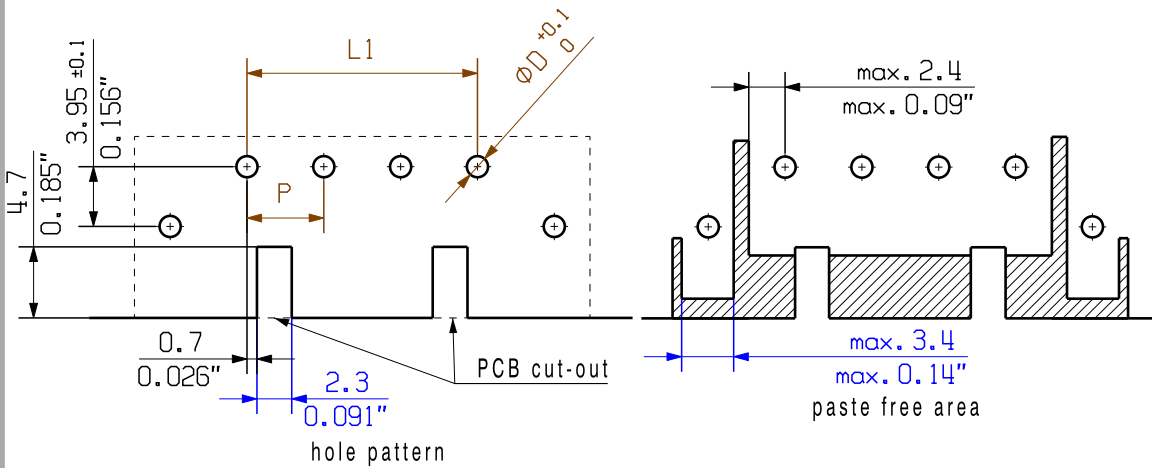 L1
ΦD +0.1
0
3.95 ±0.1
0.156"
4.7
0.185"
P
0.7
0.026"
2.3
0.091"
PCB cut-out
hole pattern
max. 2.4
max. 0.09"
max. 3.4
max. 0.14"
paste free area